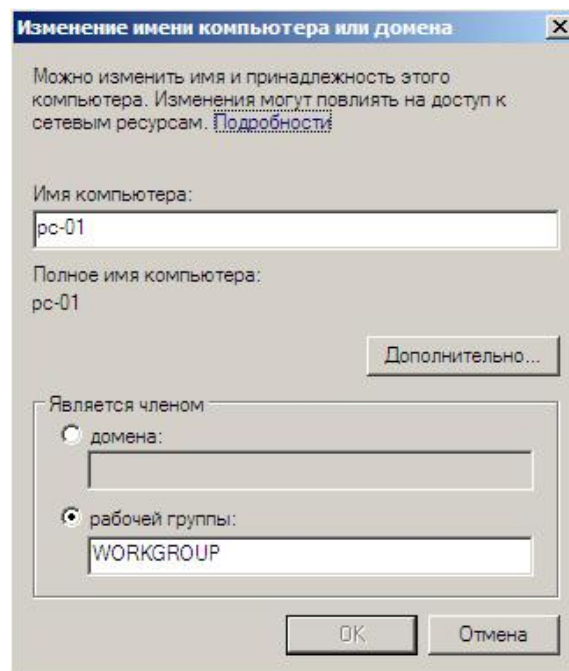 Изменение имени компьютера или домена
Можно изменить имя и принадлежность этого
компьютера. Изменения могут повлиять на доступ к
сетевым ресурсам. Подробности
Имя компьютера:
pc-01
Полное имя компьютера:
pc-01
Дополнительно...
Является членом
домена:
рабочей группы:
WORKGROUP
OK
Отмена